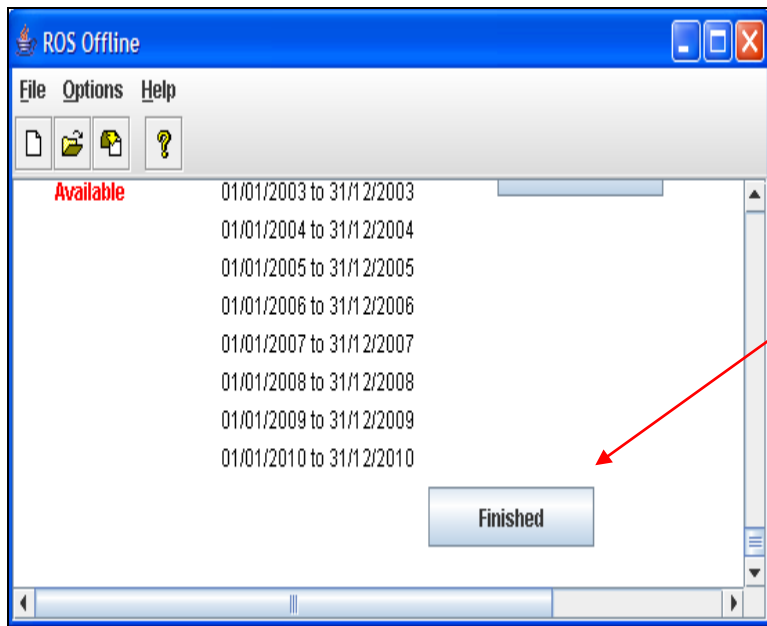 ROS Offline
File Options Help
Available 01/01/2003 to 31/12/2003
01/01/2004 to 31/12/2004
01/01/2005 to 31/12/2005
01/01/2006 to 31/12/2006
01/01/2007 to 31/12/2007
01/01/2008 to 31/12/2008
01/01/2009 to 31/12/2009
01/01/2010 to 31/12/2010
Finished